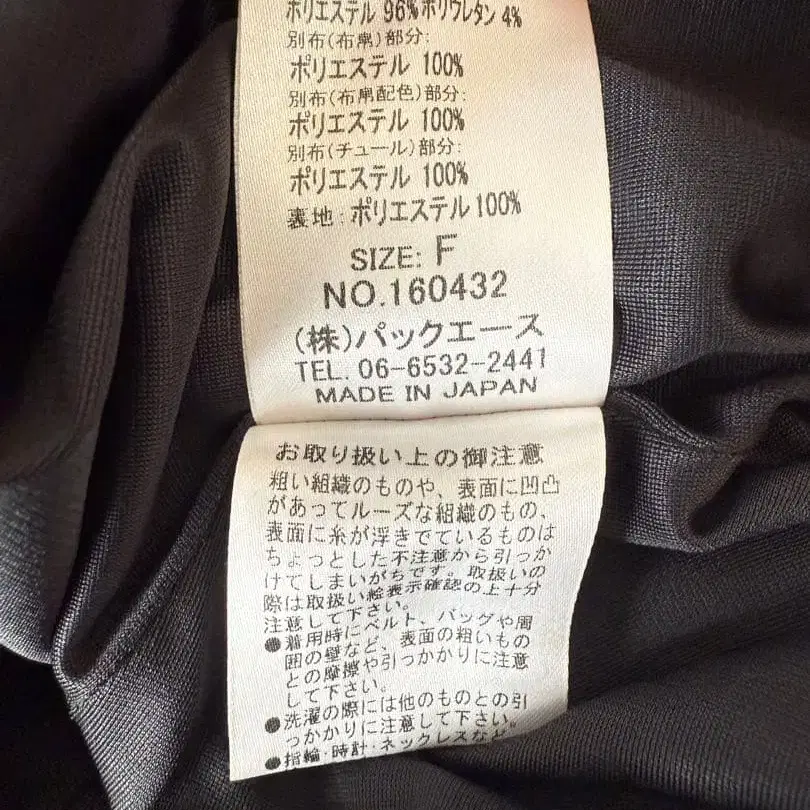 ポリエステル 96%ポリウレタン 4%
別布(布帛)部分:
ポリエステル 100%
別布(布帛配色)部分:
ポリエステル 100%
別布(チュール)部分:
ポリエステル 100%
裏地:ポリエステル100%
SIZE: F
NO.160432
(株)パックエース
TEL. 06-6532-2441
MADE IN JAPAN
お取り扱い上の御注意
粗い組織のものや、表面に凹凸
があってルーズな組織のもの、
表面に糸が浮きでているものは
ちょっとした不注意から引っか
けてしまいがちです。取扱いの
際は取扱い絵表示確認の上十分
注意して下さい。
●着用時にベルト、バッグや周
囲の壁など、表面の粗いもの
との摩擦や引っかかりに注意
して下さい。
●洗濯の際には他のものとの引
っかかりに注意して下さい。
●指輪・時計・ネックレスなど